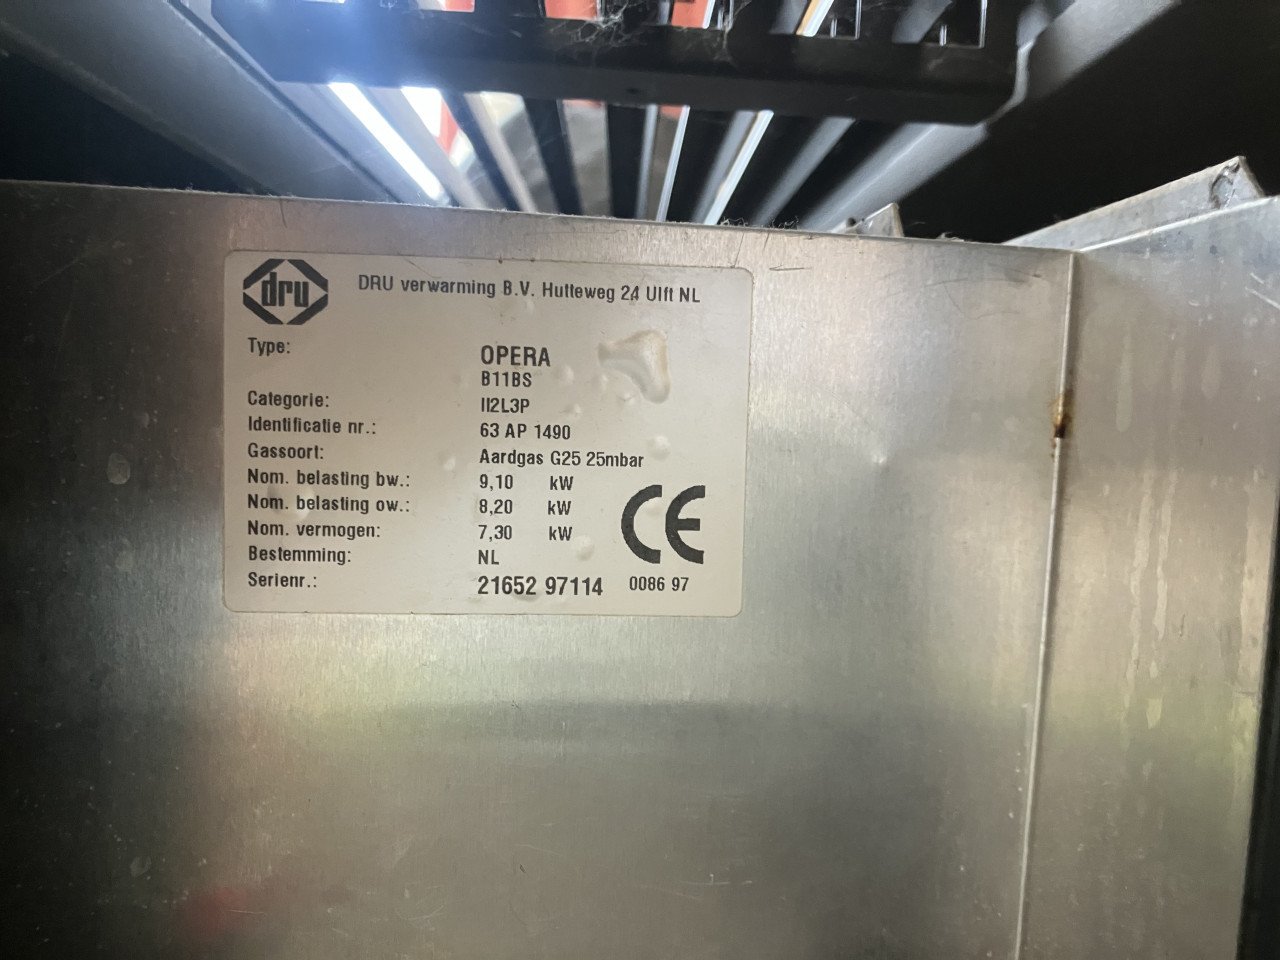 dru
DRU verwarming B.V. Hutteweg 24 Ulft NL
Type: OPERA
B11BS
Categorie: II2L3P
Identificatie nr.: 63 AP 1490
Gassoort: Aardgas G25 25mbar
Nom. belasting bw.: 9,10 kW
Nom. belasting ow.: 8,20 kW
Nom. vermogen: 7,30 kW
Bestemming: NL
Serienr.: 21652 97114
CE
0086 97